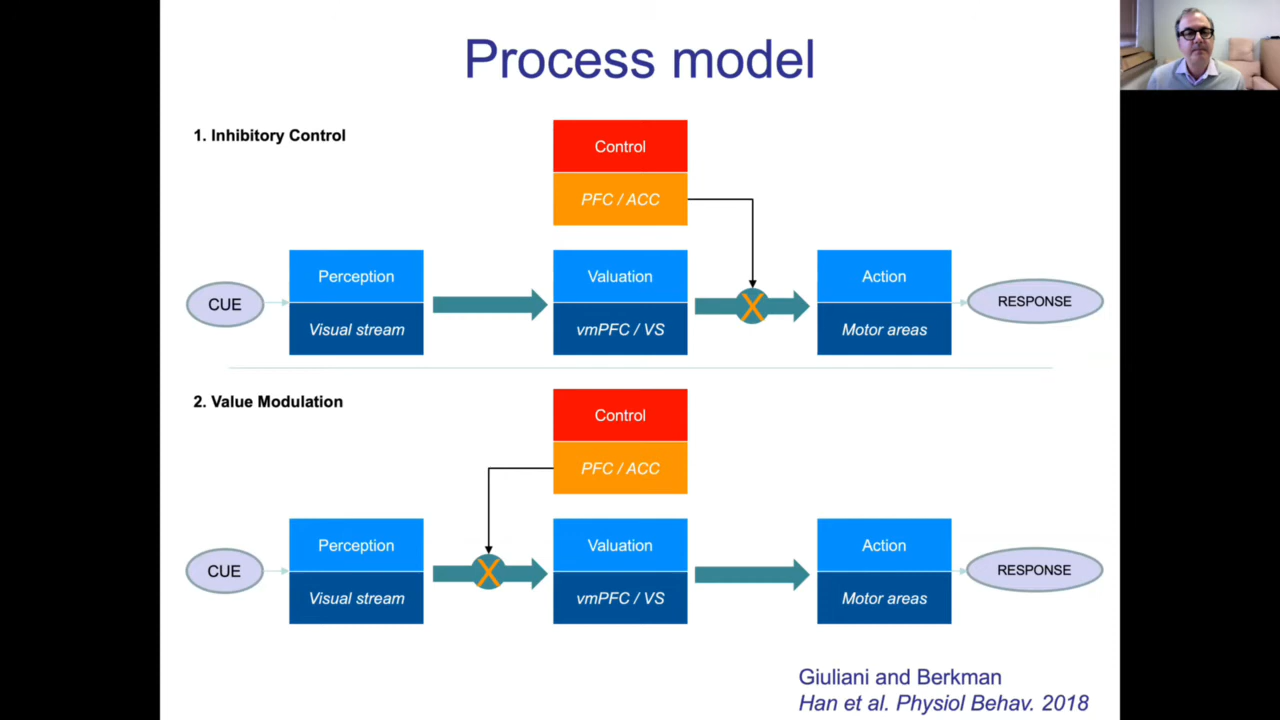 Process model
1. Inhibitory Control
Control
PFC / ACC
CUE
Perception
Visual stream
Valuation
vmPFC / VS
X
Action
Motor areas
RESPONSE
2. Value Modulation
Control
PFC / ACC
CUE
Perception
Visual stream
X
Valuation
vmPFC / VS
Action
Motor areas
RESPONSE
Giuliani and Berkman
Han et al. Physiol Behav. 2018